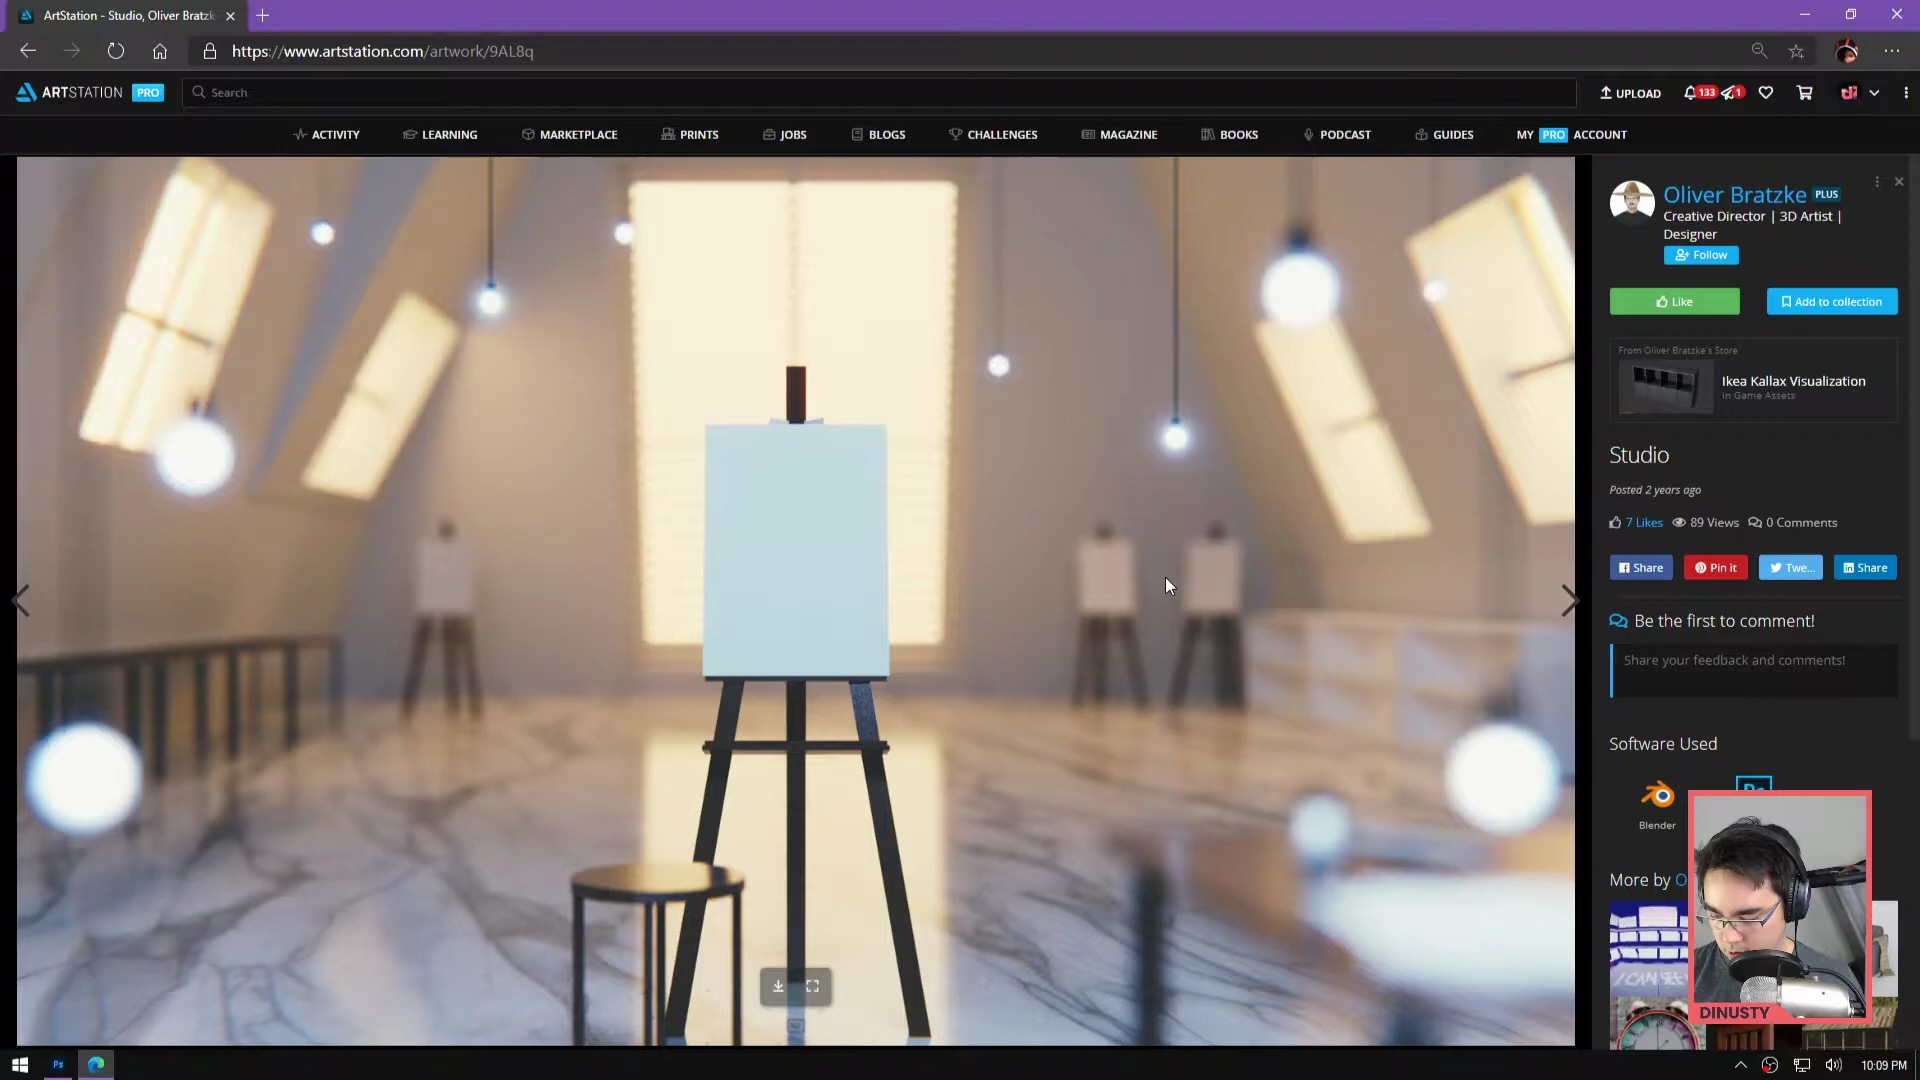 ArtStation - Studio, Oliver Bratzk
https://www.artstation.com/artwork/9AL8q
ARTSTATION PRO
Search
UPLOAD
133
1
ACTIVITY
LEARNING
MARKETPLACE
PRINTS
JOBS
BLOGS
CHALLENGES
MAGAZINE
BOOKS
PODCAST
GUIDES
MY PRO ACCOUNT
Oliver Bratzke PLUS
Creative Director | 3D Artist |
Designer
Follow
Like
Add to collection
From Oliver Bratzke's Store
Ikea Kallax Visualization
in Game Assets
Studio
Posted 2 years ago
7 Likes
89 Views
0 Comments
Share
Pin it
Twe...
Share
Be the first to comment!
Share your feedback and comments!
Software Used
Ps
Blender
More by O
I CAN SEE
DINUSTY
Ps
10:09 PM